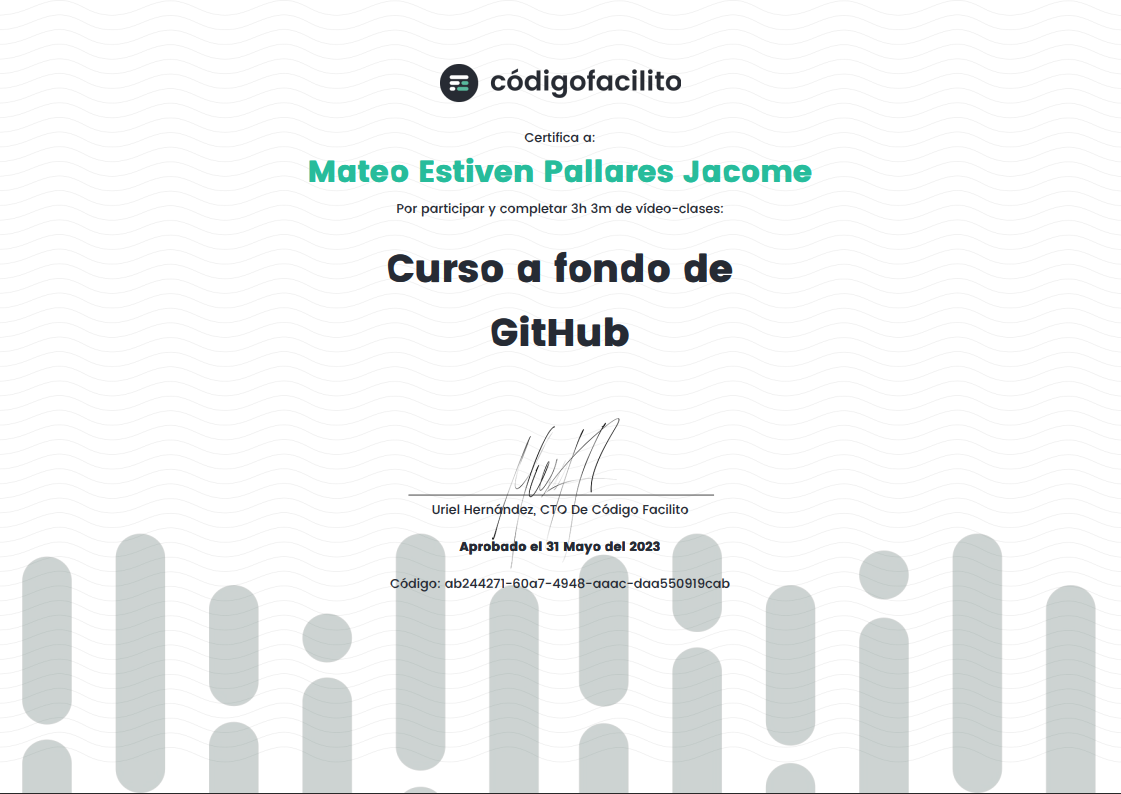 códigofacilito
Certifica a:
Mateo Estiven Pallares Jacome
Por participar y completar 3h 3m de vídeo-clases:
Curso a fondo de
GitHub
Uriel Hernández, CTO De Código Facilito
Aprobado el 31 Mayo del 2023
Código: ab244271-60a7-4948-aaac-daa550919cab